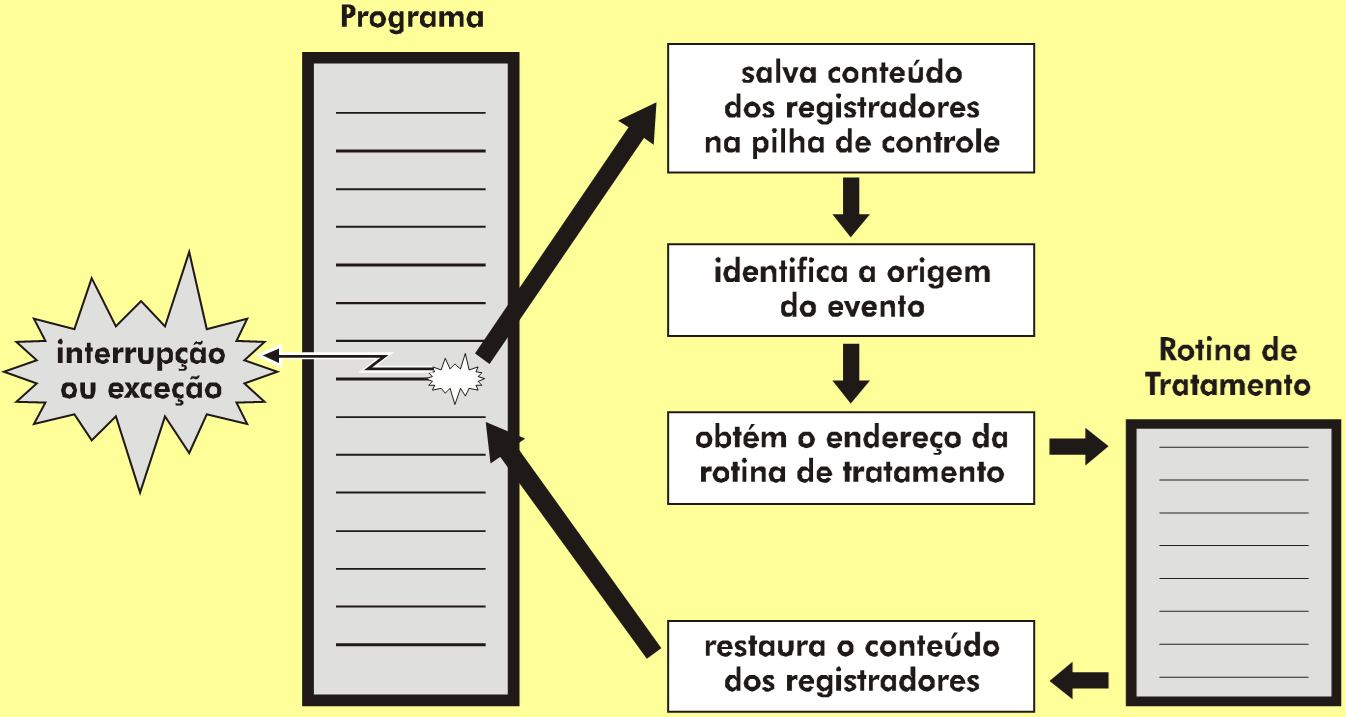 Programa
salva conteúdo
dos registradores
na pilha de controle
identifica a origem
do evento
interrupção
ou exceção
Rotina de
Tratamento
obtém o endereço da
rotina de tratamento
restaura o conteúdo
dos registradores